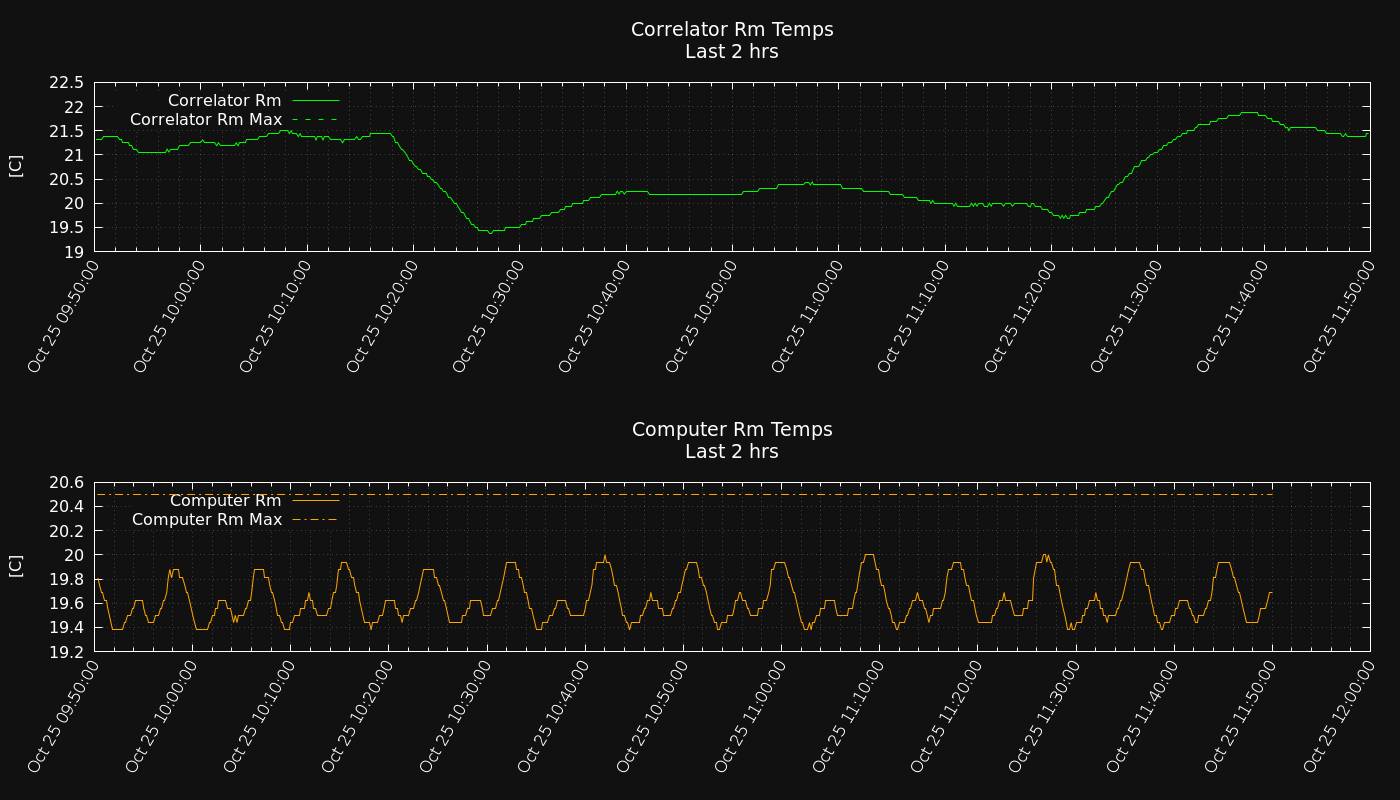 Correlator Rm Temps
Last 2 hrs
22.5
22
21.5
21
20.5
20
19.5
19
[C]
Correlator Rm
Correlator Rm Max
Oct 25 09:50:00
Oct 25 10:00:00
Oct 25 10:10:00
Oct 25 10:20:00
Oct 25 10:30:00
Oct 25 10:40:00
Oct 25 10:50:00
Oct 25 11:00:00
Oct 25 11:10:00
Oct 25 11:20:00
Oct 25 11:30:00
Oct 25 11:40:00
Oct 25 11:50:00
Computer Rm Temps
Last 2 hrs
20.6
20.4
20.2
20
19.8
19.6
19.4
19.2
[C]
Computer Rm
Computer Rm Max
Oct 25 09:50:00
Oct 25 10:00:00
Oct 25 10:10:00
Oct 25 10:20:00
Oct 25 10:30:00
Oct 25 10:40:00
Oct 25 10:50:00
Oct 25 11:00:00
Oct 25 11:10:00
Oct 25 11:20:00
Oct 25 11:30:00
Oct 25 11:40:00
Oct 25 11:50:00
Oct 25 12:00:00